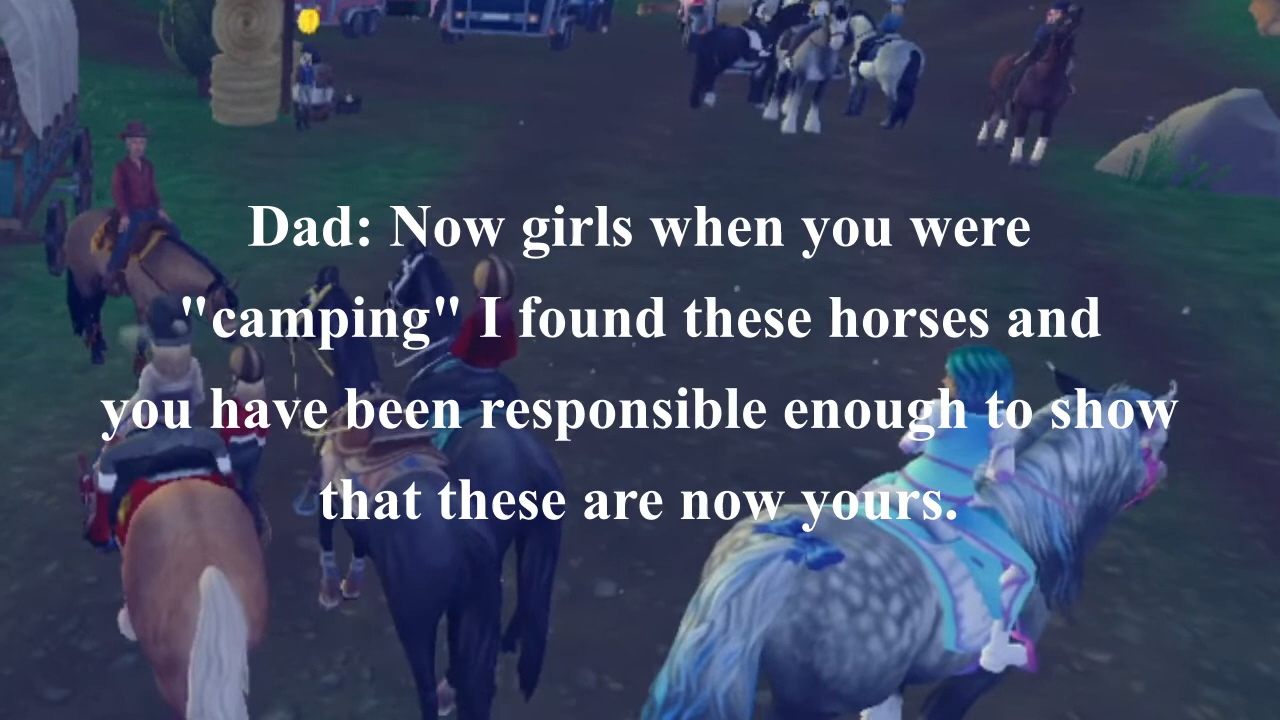 Dad: Now girls when you were
"camping" I found these horses and
you have been responsible enough to show
that these are now yours.